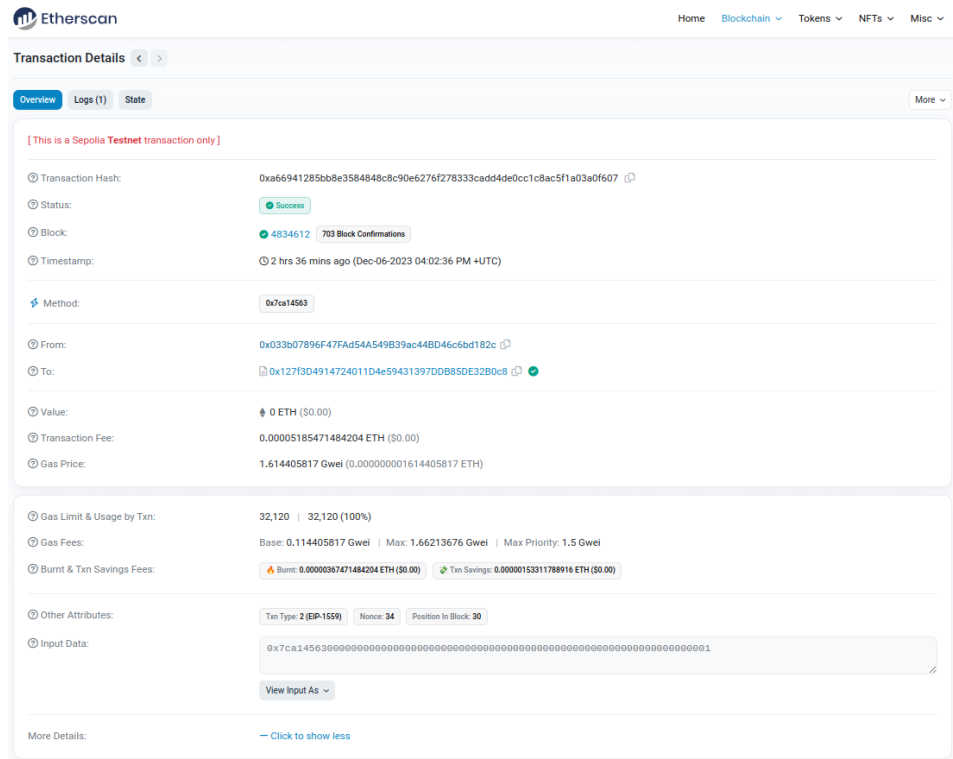 Etherscan
Home Blockchain Tokens NFTs Misc
Transaction Details
Overview Logs (1) State More
[ This is a Sepolia Testnet transaction only ]
Transaction Hash: 0xa66941285bb8e3584848c8c90e6276f278333cadd4de0cc1c8ac5f1a03a0f607
Status: Success
Block: 4834612 703 Block Confirmations
Timestamp: 2 hrs 36 mins ago (Dec-06-2023 04:02:36 PM +UTC)
Method: 0x7ca14563
From: 0x033b07896F47FAd54A549B39ac44BD46c6bd182c
To: 0x127f3D4914724011D4e59431397DDB85DE32B0c8
Value: 0 ETH ($0.00)
Transaction Fee: 0.00005185471484204 ETH ($0.00)
Gas Price: 1.614405817 Gwei (0.000000001614405817 ETH)
Gas Limit & Usage by Txn: 32,120 | 32,120 (100%)
Gas Fees: Base: 0.114405817 Gwei | Max: 1.66213676 Gwei | Max Priority: 1.5 Gwei
Burnt & Txn Savings Fees: Burnt: 0.00000367471484204 ETH ($0.00) Txn Savings: 0.00000153311788916 ETH ($0.00)
Other Attributes: Txn Type: 2 (EIP-1559) Nonce: 34 Position In Block: 30
Input Data: 0x7ca145630000000000000000000000000000000000000000000000000000000000000001
View Input As
More Details: — Click to show less